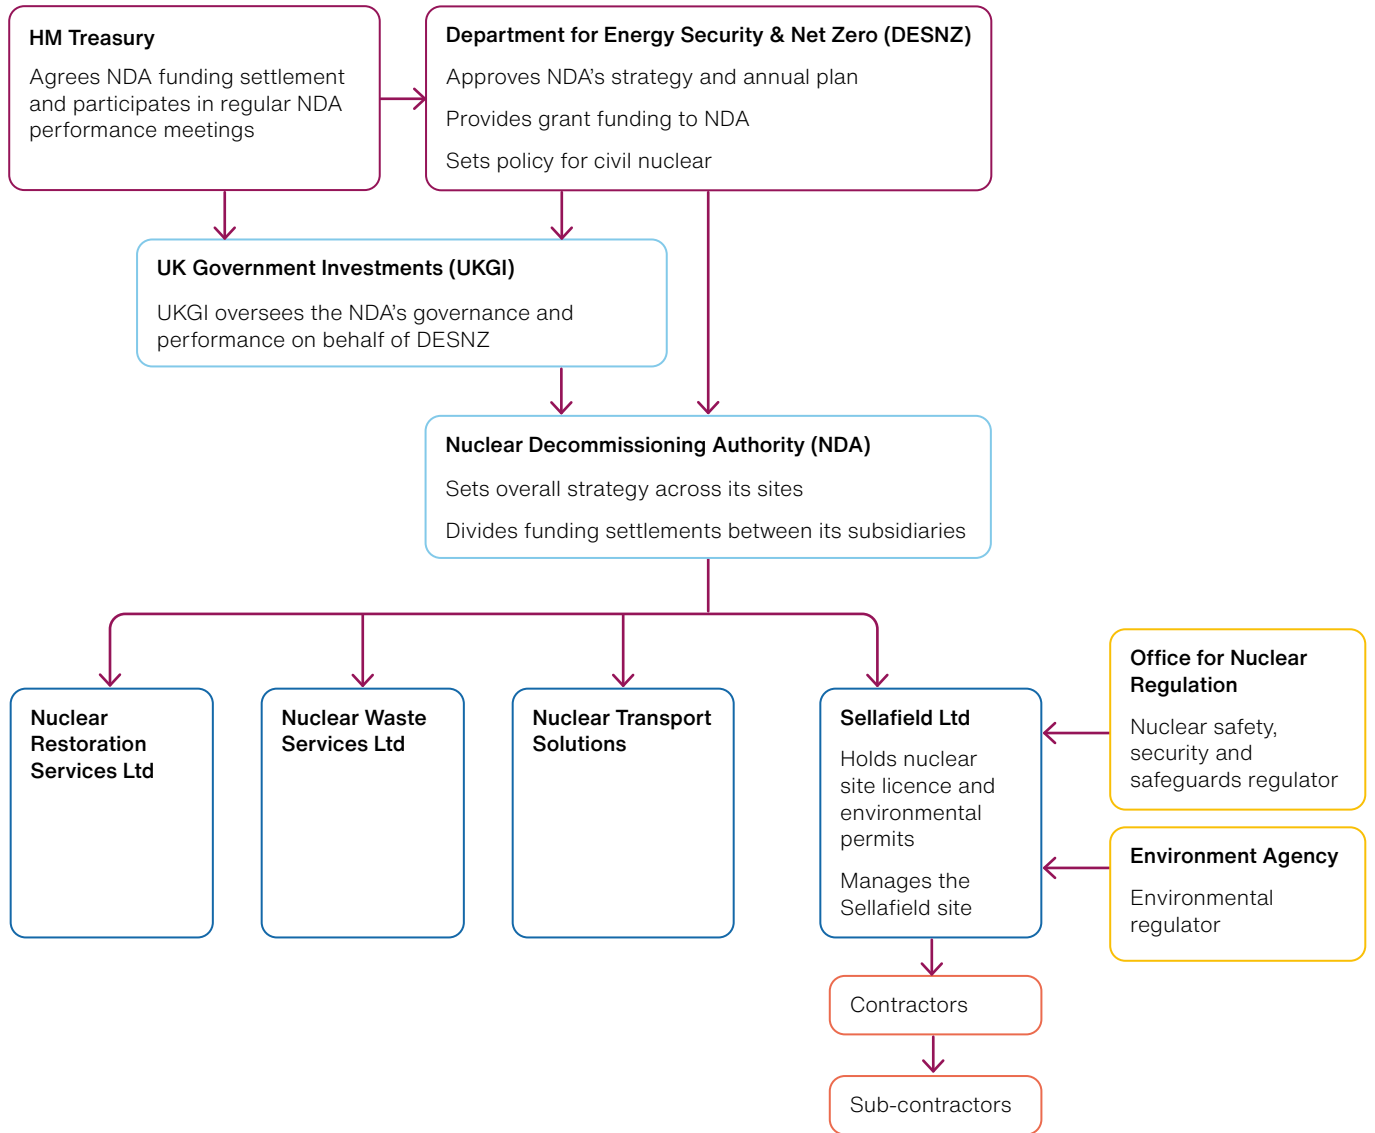 HM Treasury
Agrees NDA funding settlement
and participates in regular NDA
performance meetings
Department for Energy Security & Net Zero (DESNZ)
Approves NDA’s strategy and annual plan
Provides grant funding to NDA
Sets policy for civil nuclear
UK Government Investments (UKGI)
UKGI oversees the NDA’s governance and
performance on behalf of DESNZ
Nuclear Decommissioning Authority (NDA)
Sets overall strategy across its sites
Divides funding settlements between its subsidiaries
Nuclear
Restoration
Services Ltd
Nuclear Waste
Services Ltd
Nuclear Transport
Solutions
Sellafield Ltd
Holds nuclear
site licence and
environmental
permits
Manages the
Sellafield site
Office for Nuclear
Regulation
Nuclear safety,
security and
safeguards regulator
Environment Agency
Environmental
regulator
Contractors
Sub-contractors